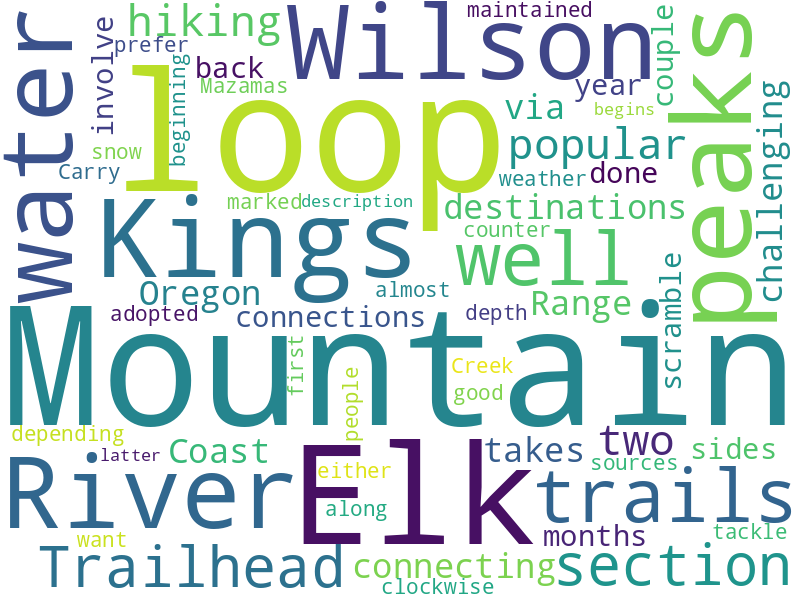 maintained
Wilson
hiking
prefer
involve
water
couple
peaks
back
Mazamas
year
loop
via
begins
beginning
popular
challenging
snow
Carry
weather
done
marked
description
destinations
Kings
counter
well
Oregon
almost
Range
scramble
adopted
connections
depth
Mountain
first
Creek
people
good
depending
latter
Coast
Elk
takes
two
sides
either
sources
River
trails
along
want
months
tackle
Trailhead
connecting
section
clockwise